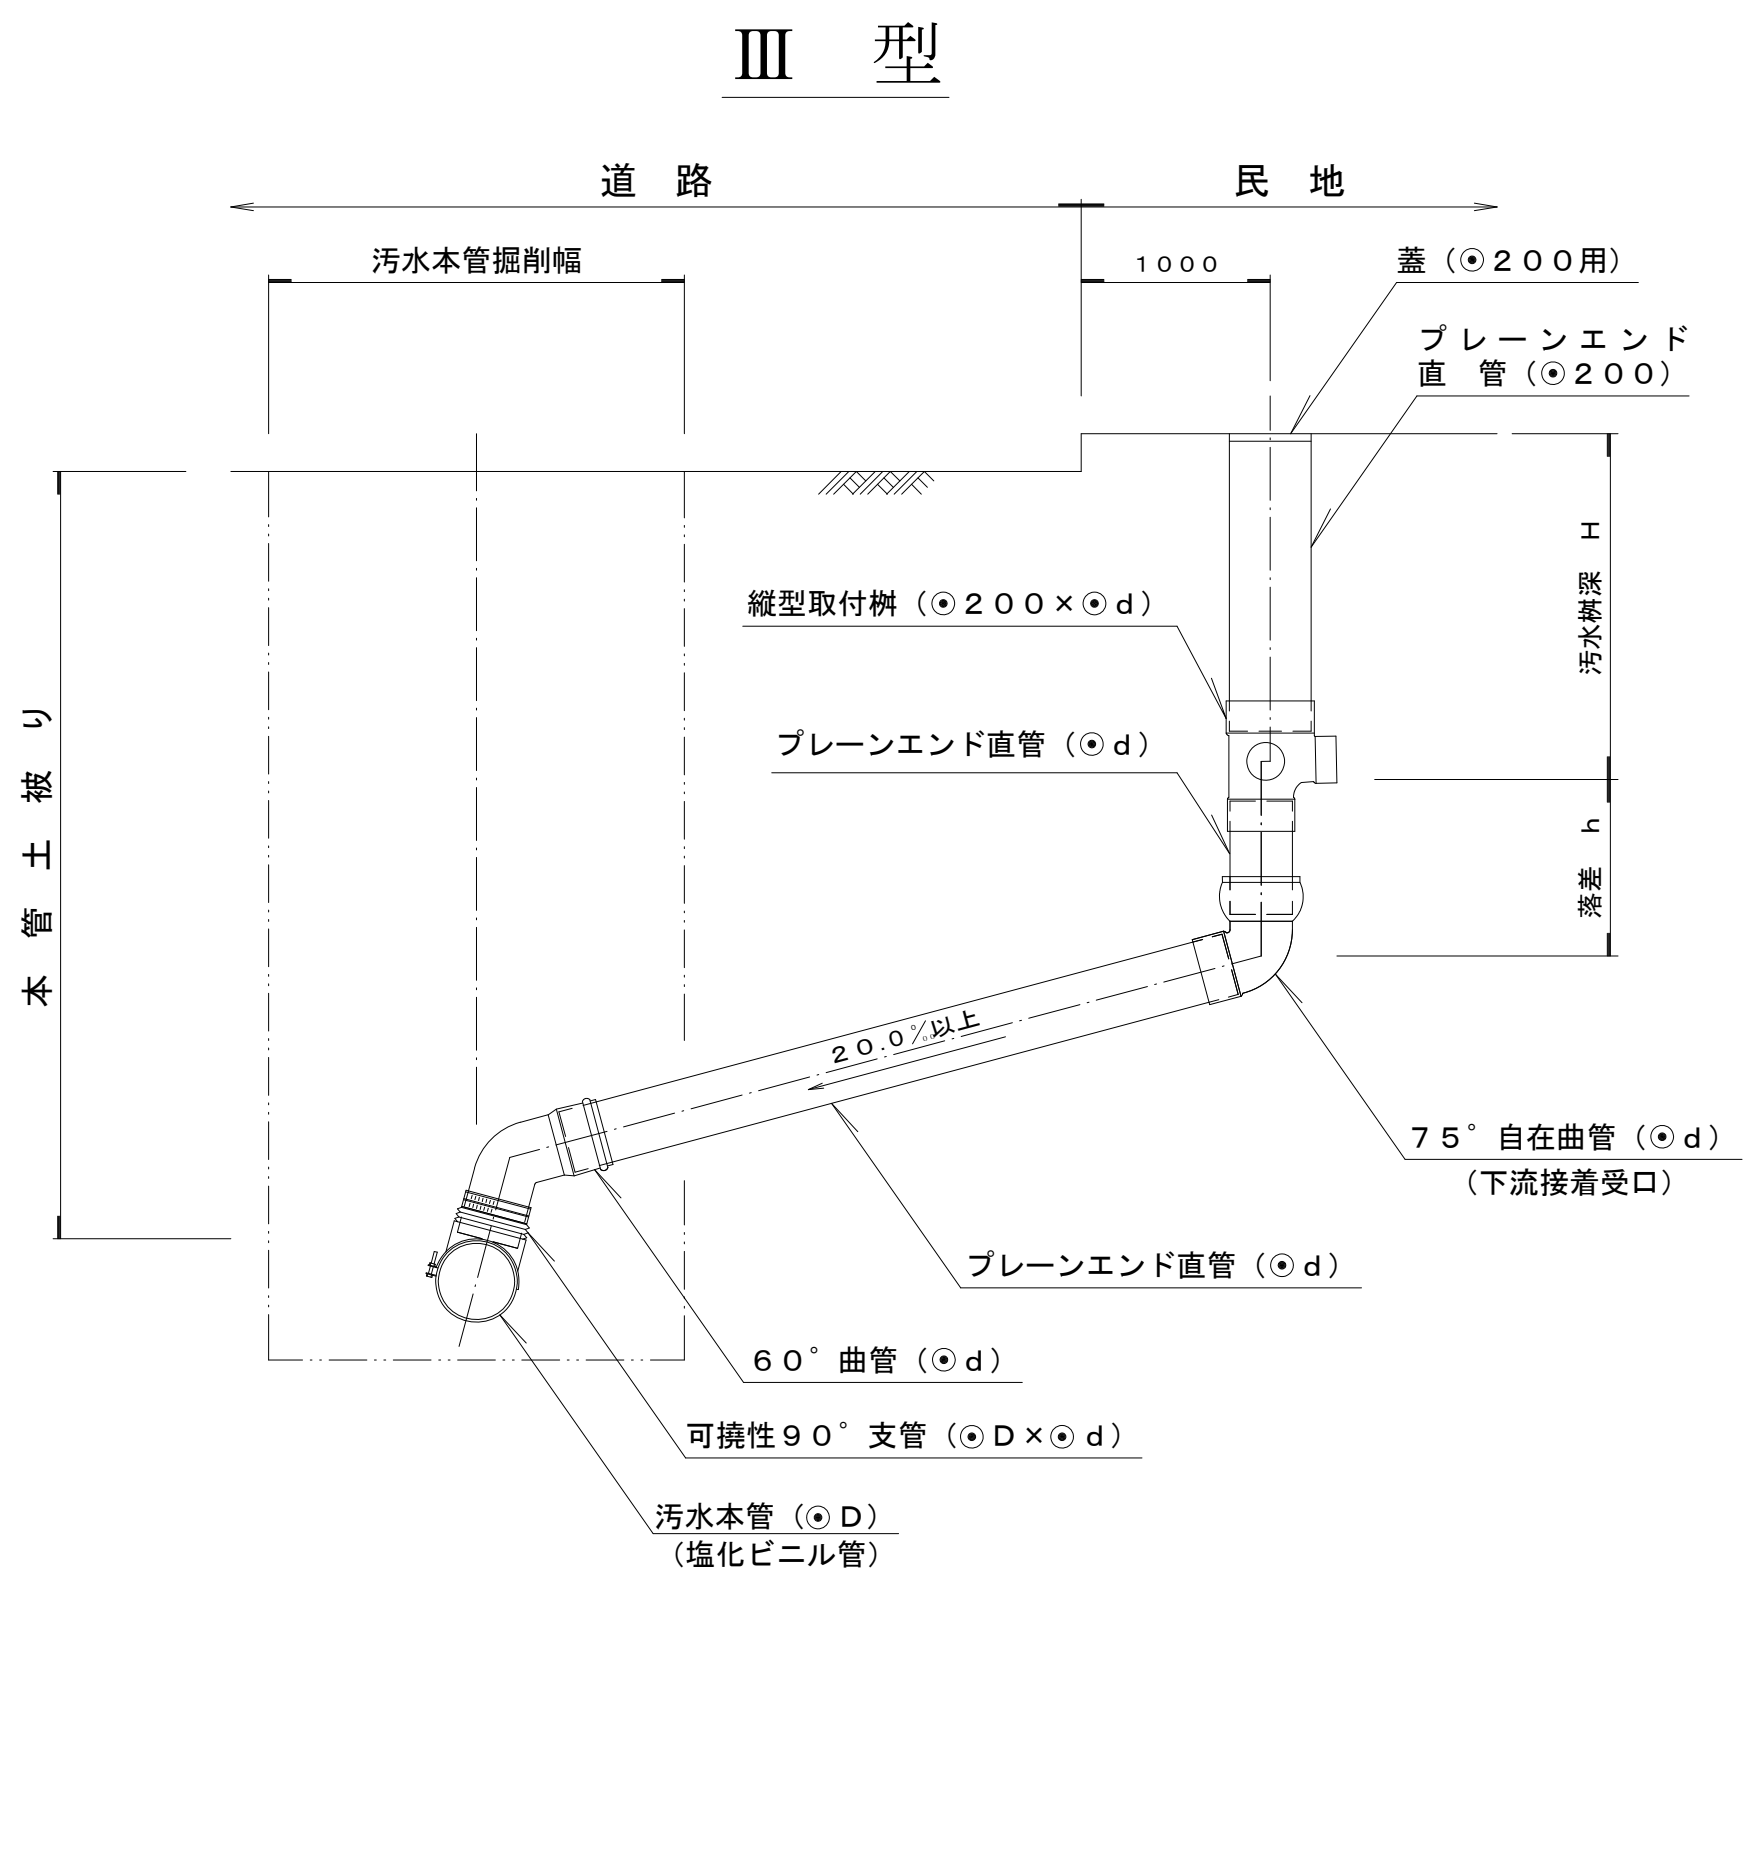 Ⅲ　型
道　路
民　地
汚水本管掘削幅
１０００
蓋（⦿２００用）
プレーンエンド
直　管（⦿２００）
汚水桝深　Ｈ
縦型取付桝（⦿２００×⦿ｄ）
プレーンエンド直管（⦿ｄ）
落差　ｈ
本管土被り
２０.０‰以上
７５°自在曲管（⦿ｄ）
（下流接着受口）
プレーンエンド直管（⦿ｄ）
６０°曲管（⦿ｄ）
可撓性９０°支管（⦿Ｄ×⦿ｄ）
汚水本管（⦿Ｄ）
（塩化ビニル管）